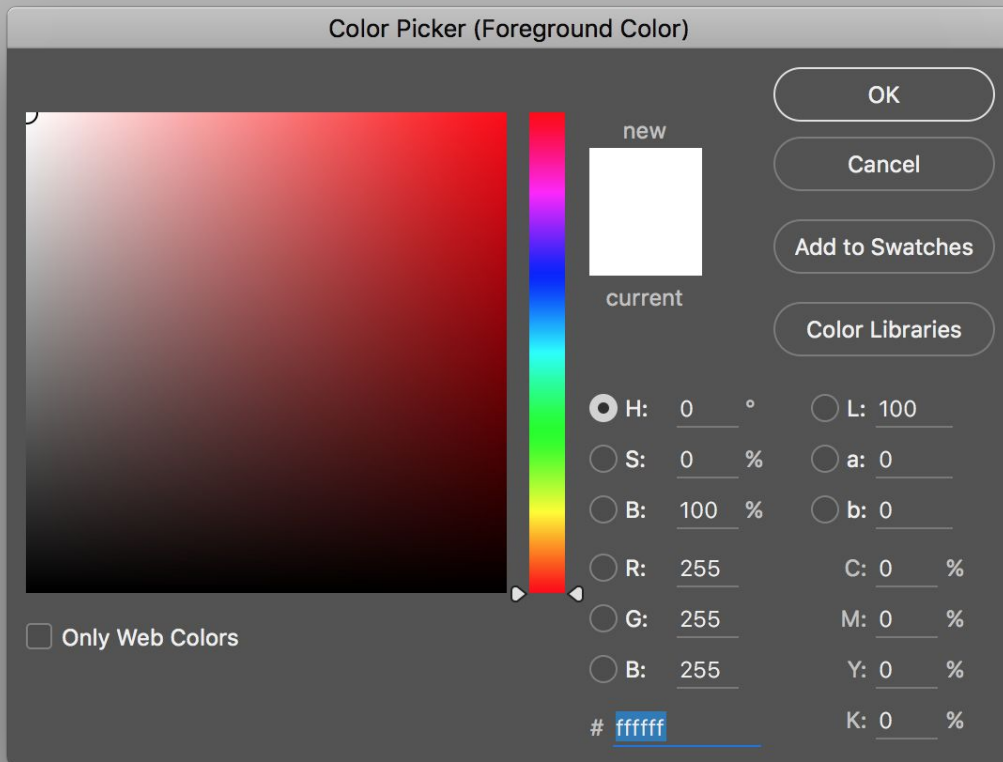 Color Picker (Foreground Color)
new
current
OK
Cancel
Add to Swatches
Color Libraries
H: 0 °
S: 0 %
B: 100 %
R: 255
G: 255
B: 255
# ffffff
L: 100
a: 0
b: 0
C: 0 %
M: 0 %
Y: 0 %
K: 0 %
Only Web Colors